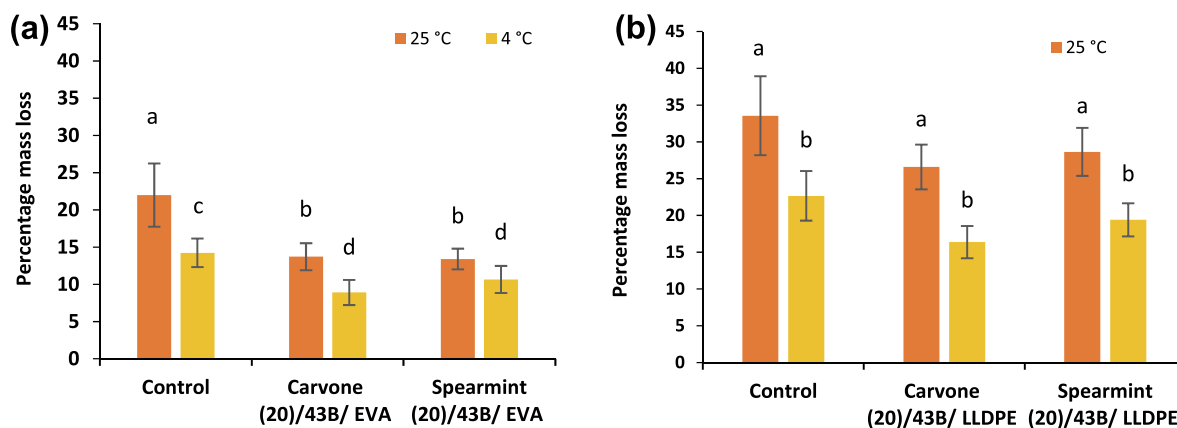 (a)
Percentage mass loss
45
40
35
30
25
20
15
10
5
0
25 °C
4 °C
a
c
b
d
b
d
Control
Carvone
(20)/43B/ EVA
Spearmint
(20)/43B/ EVA
(b)
Percentage mass loss
45
40
35
30
25
20
15
10
5
0
25 °C
a
b
a
b
a
b
Control
Carvone
(20)/43B/ LLDPE
Spearmint
(20)/43B/ LLDPE